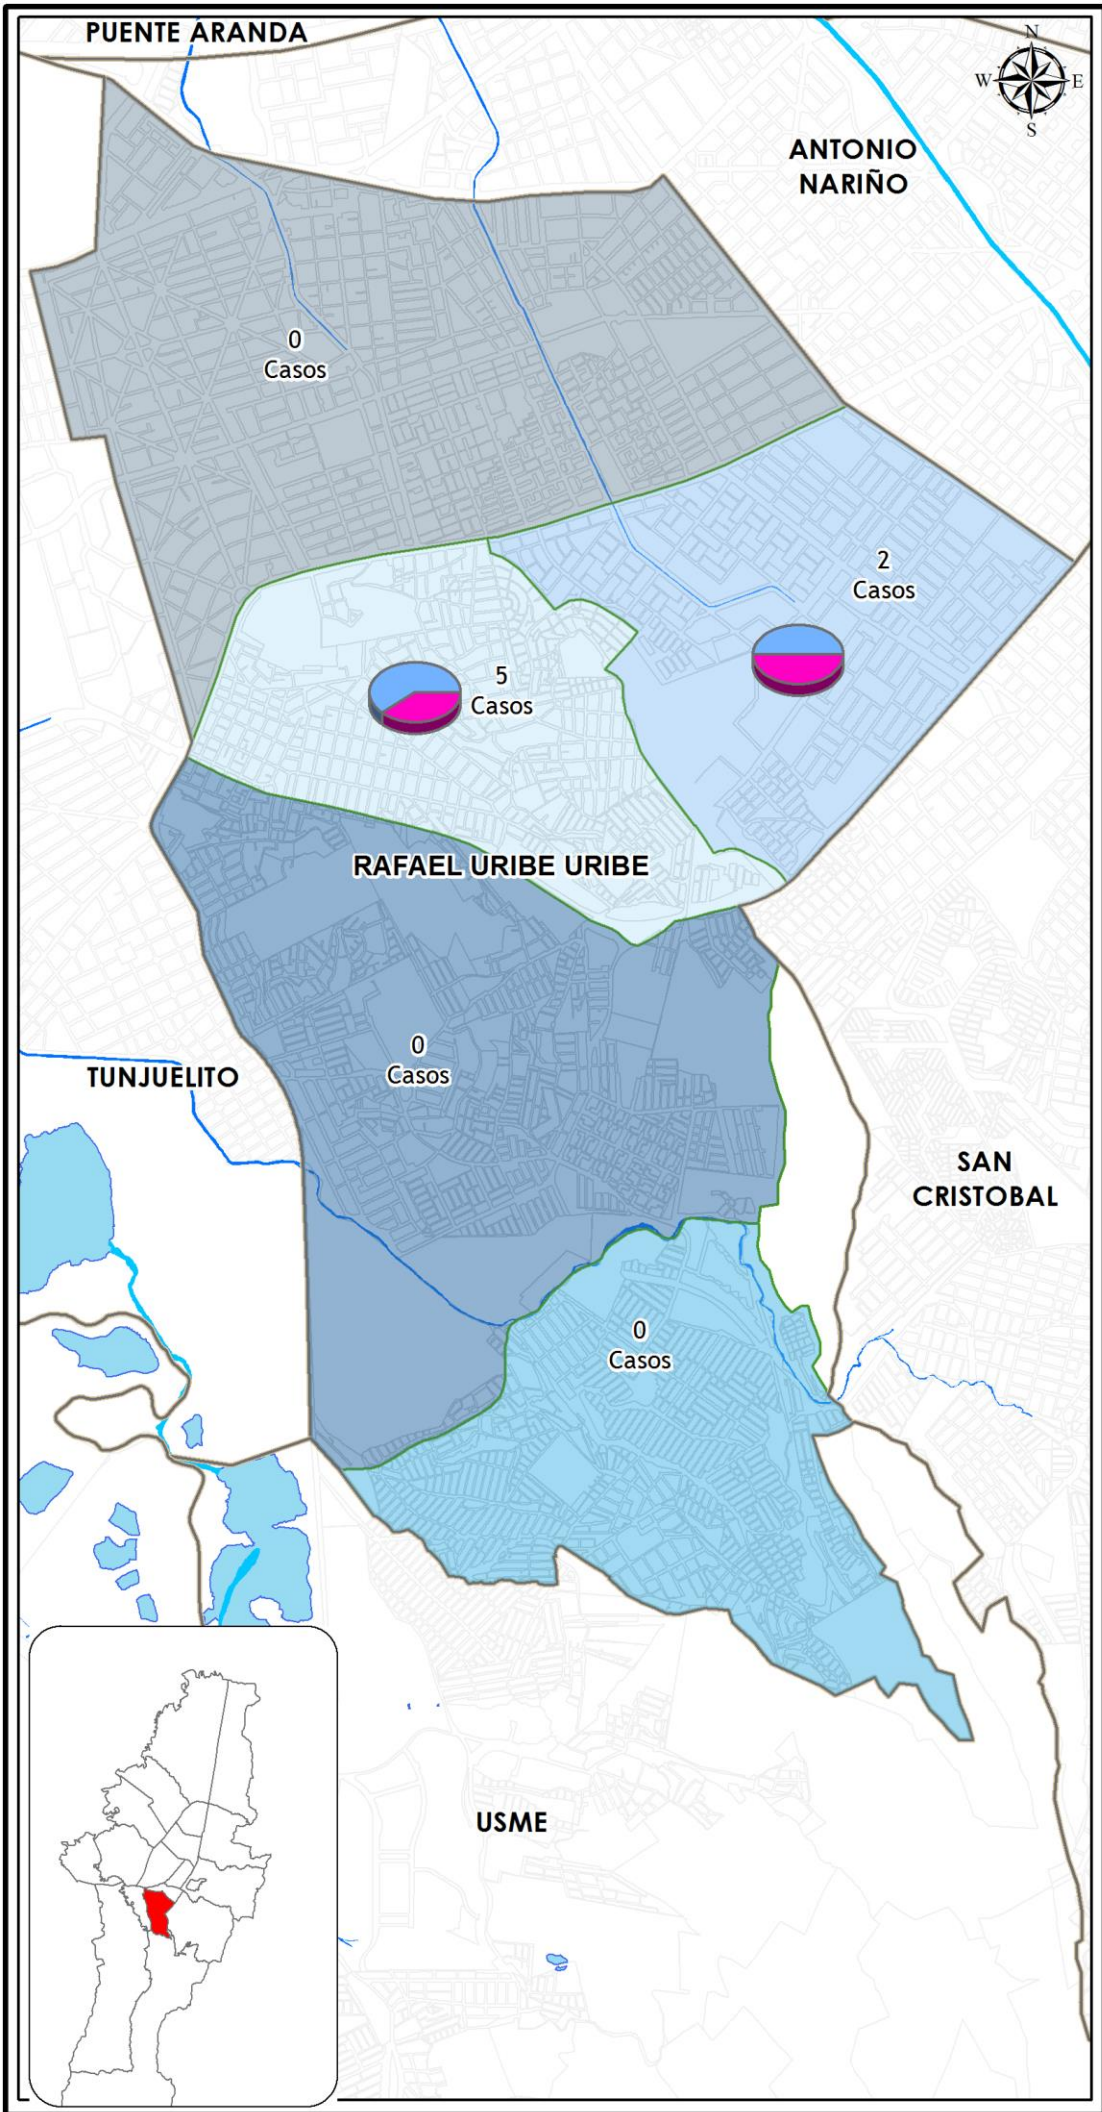 PUENTE ARANDA
N
W
E
S
ANTONIO
NARIÑO
0
Casos
2
Casos
5
Casos
RAFAEL URIBE URIBE
0
Casos
TUNJUELITO
SAN
CRISTOBAL
0
Casos
USME